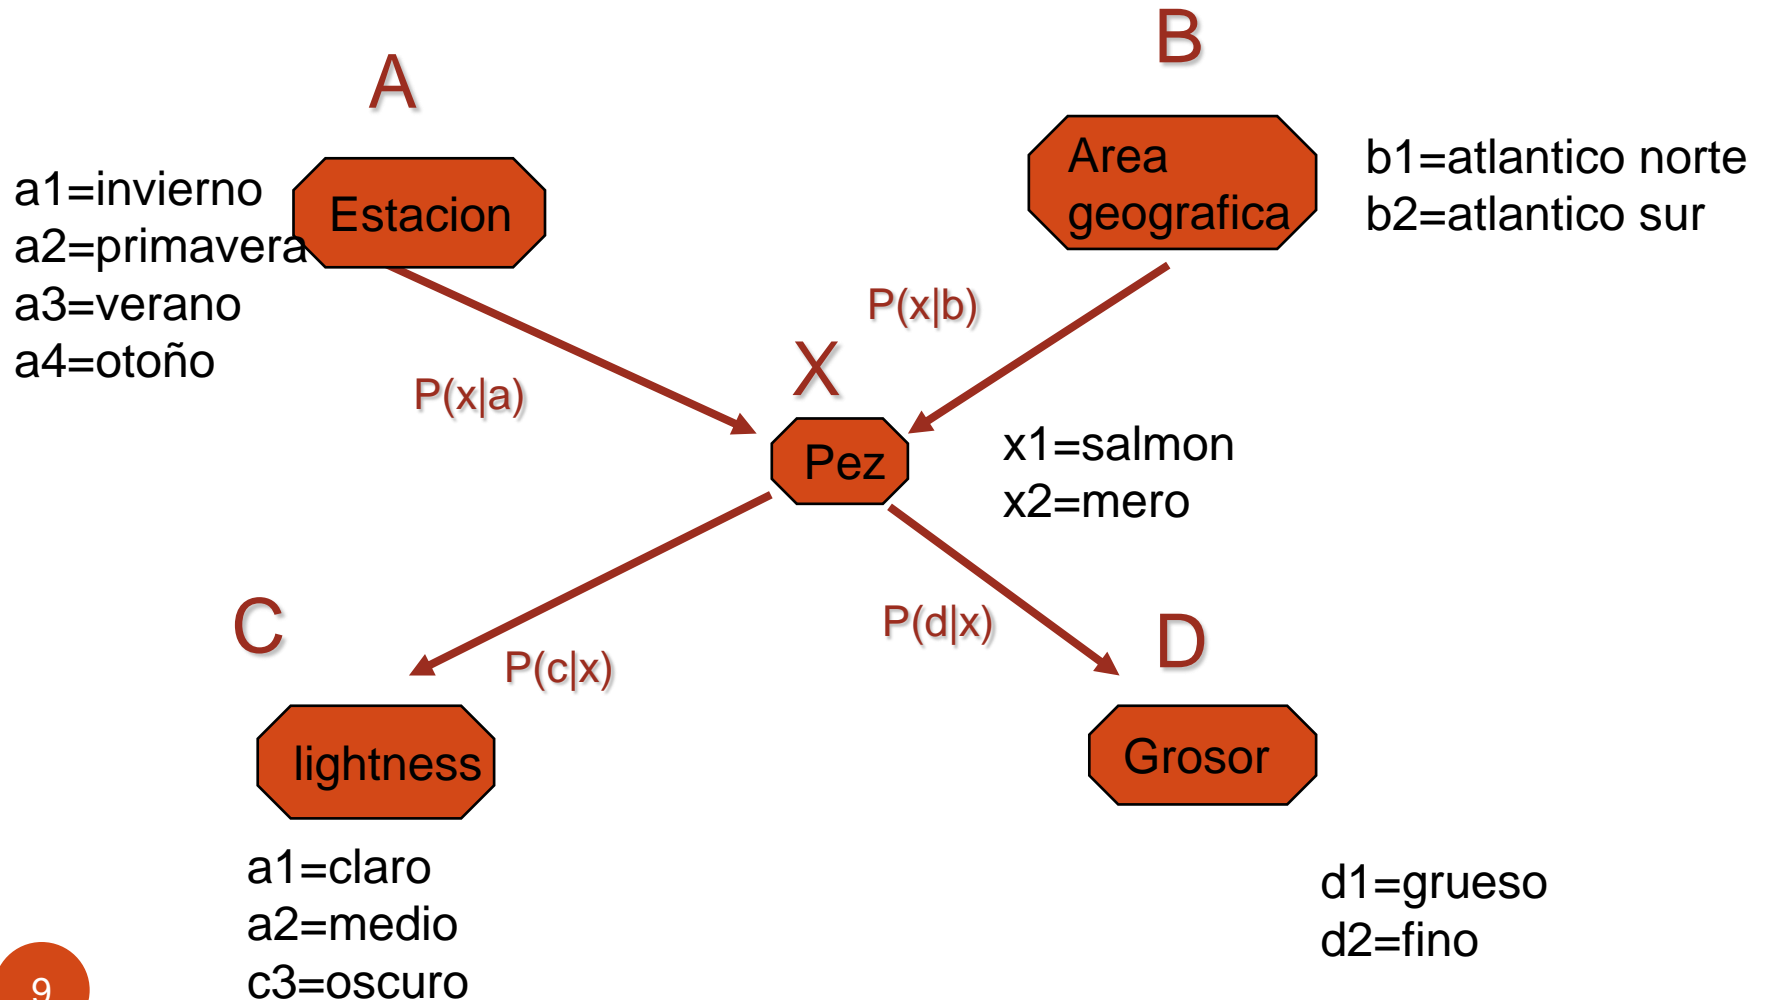 A
B
a1=invierno
a2=primavera
a3=verano
a4=otoño
Estacion
Area
geografica
b1=atlantico norte
b2=atlantico sur
P(x|a)
P(x|b)
X
Pez
x1=salmon
x2=mero
C
P(c|x)
P(d|x)
D
lightness
Grosor
a1=claro
a2=medio
c3=oscuro
d1=grueso
d2=fino
9